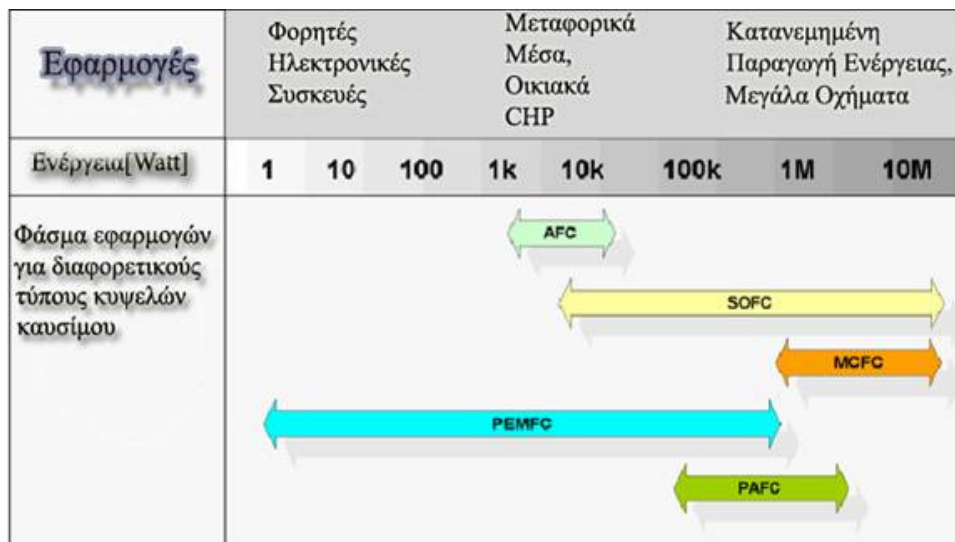 Εφαρμογές
Φορητές
Ηλεκτρονικές
Συσκευές
Μεταφορικά
Μέσα,
Οικιακά
CHP
Κατανεμημένη
Παραγωγή Ενέργειας,
Μεγάλα Οχήματα
Ενέργεια[Watt]
1 10 100 1k 10k 100k 1M 10M
Φάσμα εφαρμογών
για διαφορετικούς
τύπους κυψελών
καυσίμου
AFC
SOFC
MCFC
PEMFC
PAFC